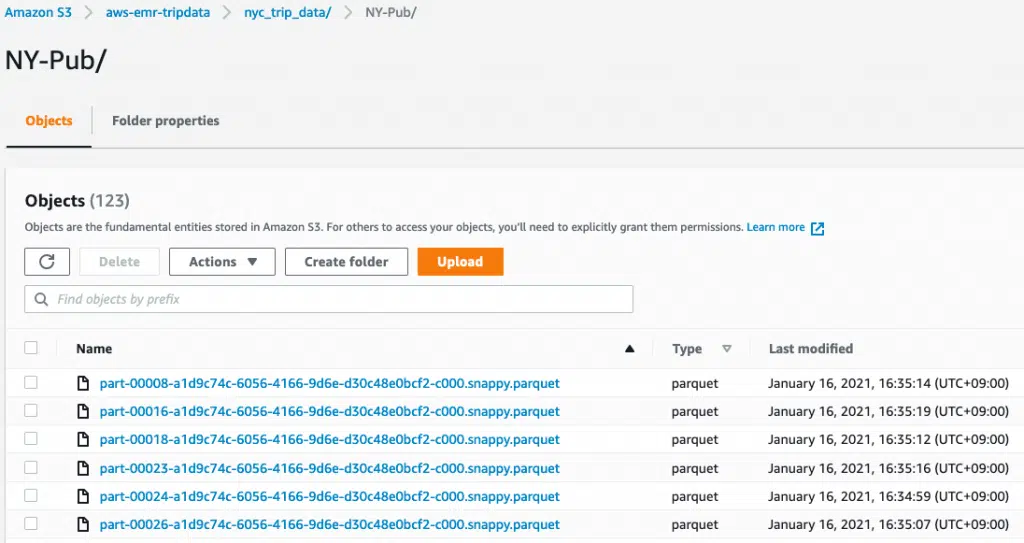 Amazon S3 > aws-emr-tripdata > nyc_trip_data/ > NY-Pub/
NY-Pub/
Objects Folder properties
Objects (123)
Objects are the fundamental entities stored in Amazon S3. For others to access your objects, you'll need to explicitly grant them permissions. Learn more
Delete Actions Create folder Upload
Find objects by prefix
Name Type Last modified
part-00008-a1d9c74c-6056-4166-9d6e-d30c48e0bcf2-c000.snappy.parquet parquet January 16, 2021, 16:35:14 (UTC+09:00)
part-00016-a1d9c74c-6056-4166-9d6e-d30c48e0bcf2-c000.snappy.parquet parquet January 16, 2021, 16:35:19 (UTC+09:00)
part-00018-a1d9c74c-6056-4166-9d6e-d30c48e0bcf2-c000.snappy.parquet parquet January 16, 2021, 16:35:12 (UTC+09:00)
part-00023-a1d9c74c-6056-4166-9d6e-d30c48e0bcf2-c000.snappy.parquet parquet January 16, 2021, 16:35:16 (UTC+09:00)
part-00024-a1d9c74c-6056-4166-9d6e-d30c48e0bcf2-c000.snappy.parquet parquet January 16, 2021, 16:34:59 (UTC+09:00)
part-00026-a1d9c74c-6056-4166-9d6e-d30c48e0bcf2-c000.snappy.parquet parquet January 16, 2021, 16:35:07 (UTC+09:00)